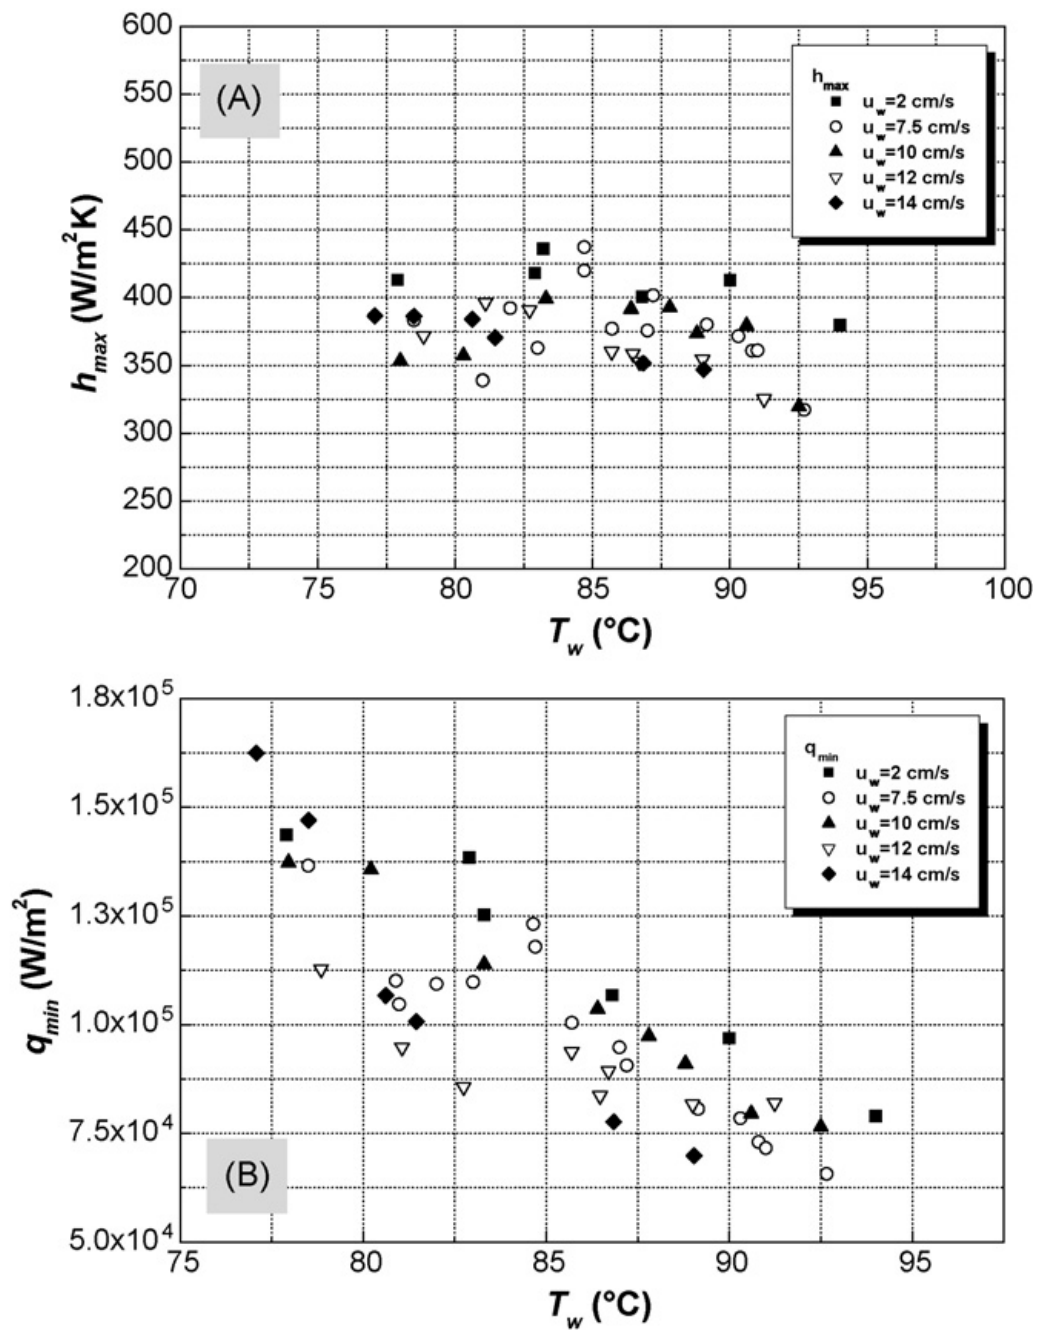 600
550
500
450
400
350
300
250
200
h_max (W/m²K)
(A)
h_max
u_w=2 cm/s
u_w=7.5 cm/s
u_w=10 cm/s
u_w=12 cm/s
u_w=14 cm/s
70 75 80 85 90 95 100
T_w (°C)
1.8x10⁵
1.5x10⁵
1.3x10⁵
1.0x10⁵
7.5x10⁴
5.0x10⁴
q_min (W/m²)
q_min
u_w=2 cm/s
u_w=7.5 cm/s
u_w=10 cm/s
u_w=12 cm/s
u_w=14 cm/s
(B)
75 80 85 90 95
T_w (°C)